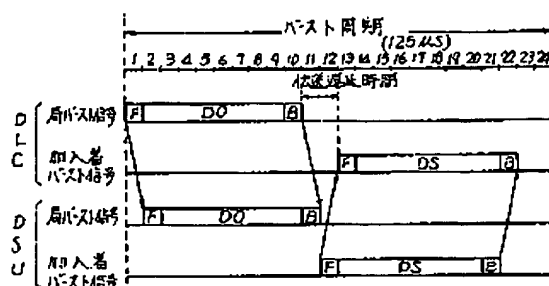 バースト周期
(125μS)
1 2 3 4 5 6 7 8 9 10 11 12 13 14 15 16 17 18 19 20 21 22 23 24
伝送遅延時間
DLC
局バースト信号
F DO B
加入者
バースト信号
F DS B
DSU
局バースト信号
F DO B
加入者
バースト信号
F DS B